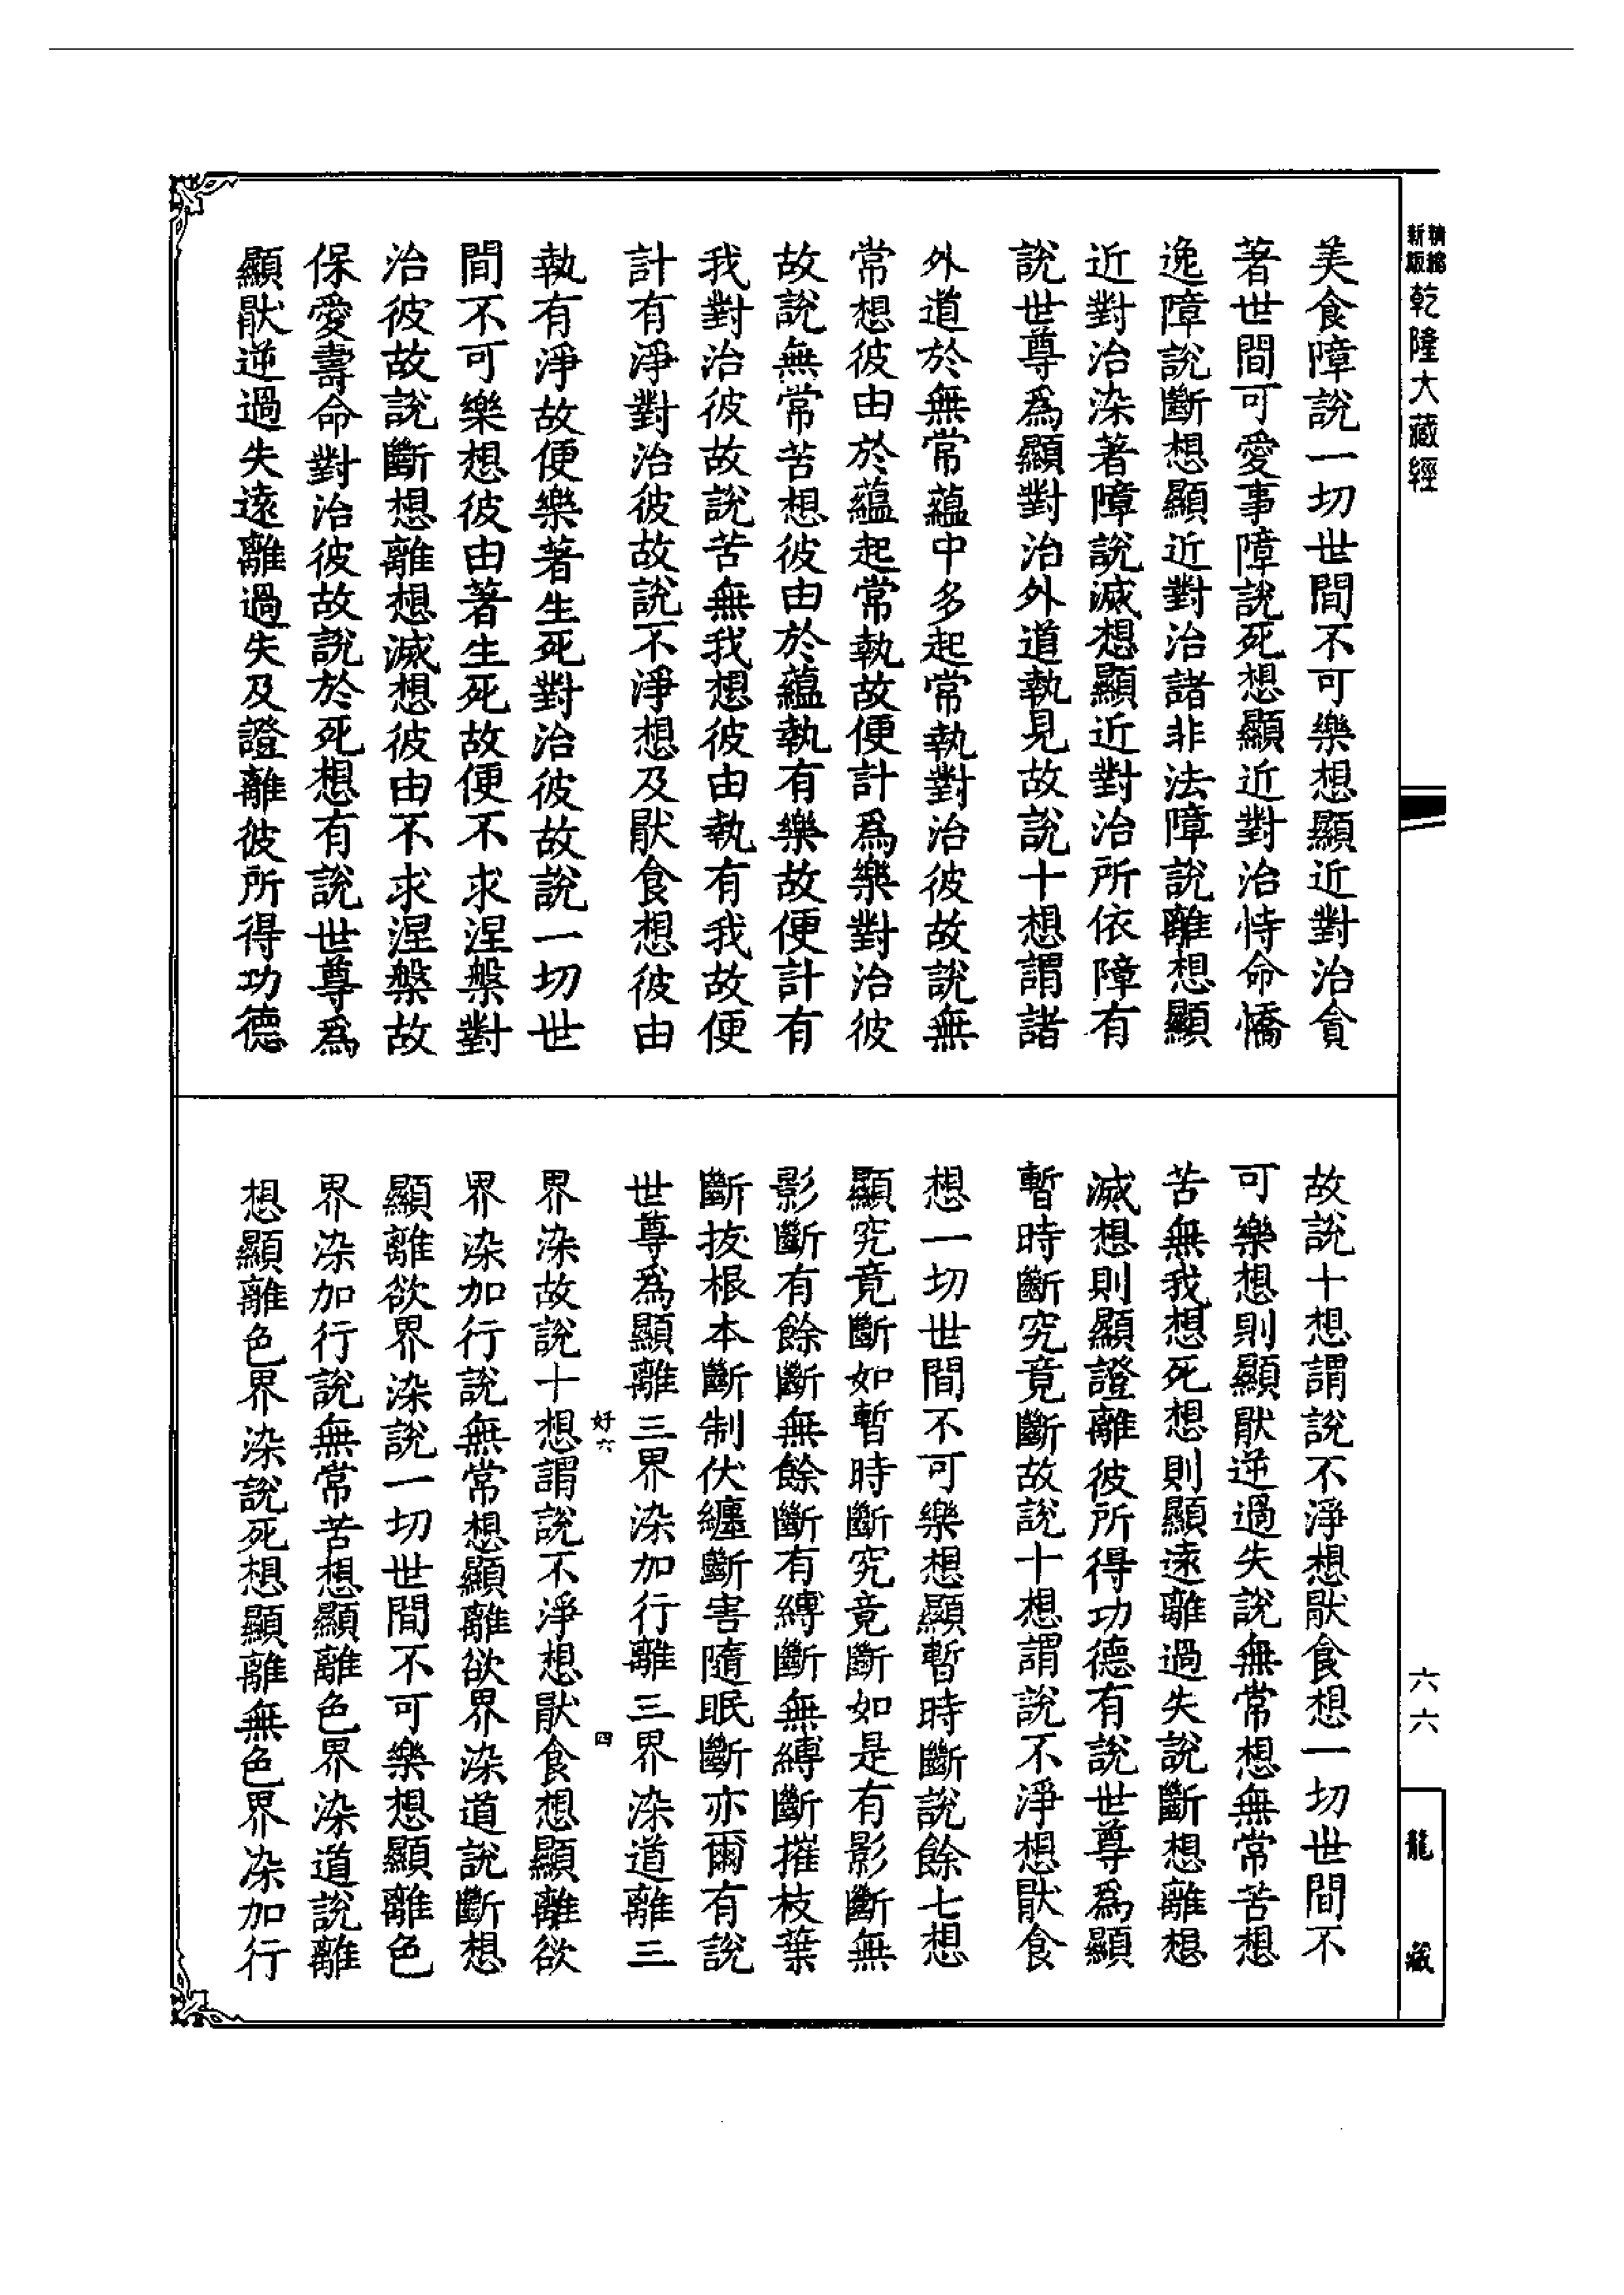 精縮新版乾隆大藏經
美食障說一切世間不可樂想顯近對治貪
著世間可愛事障說死想顯近對治恃命憍
逸障說斷想顯近對治諸非法障說離想顯
近對治染著障說滅想顯近對治所依障有
說世尊為顯對治外道執見故說十想謂諸
外道於無常蘊中多起常執對治彼故說無
常想彼由於蘊起常執故便計為樂對治彼
故說無常苦想彼由於蘊執有樂故便計有
我對治彼故說苦無我想彼由執有我故便
計有淨對治彼故說不淨想及猒食想彼由
執有淨故便樂著生死對治彼故說一切世
間不可樂想彼由著生死故便不求涅槃對
治彼故說斷想離想滅想彼由不求涅槃故
保愛壽命對治彼故說於死想有說世尊為
顯猒逆過失遠離過失及證離彼所得功德
故說十想謂說不淨想猒食想一切世間不
可樂想則顯猒逆過失說無常想無常苦想
苦無我想死想則顯遠離過失說斷想離想
滅想則顯證離彼所得功德有說世尊為顯
暫時斷究竟斷故說十想謂說不淨想猒食
想一切世間不可樂想顯暫時斷說餘七想
顯究竟斷如暫時斷究竟斷如是有影斷無
影斷有餘斷無餘斷有縛斷無縛斷摧枝葉
斷拔根本斷制伏纏斷害隨眠斷亦爾有說
世尊為顯離三界染加行離三界染道離三
好六
四
界染故說十想謂說不淨想猒食想顯離欲
界染加行說無常想顯離欲界染道說斷想
顯離欲界染說一切世間不可樂想顯離色
界染加行說無常苦想顯離色界染道說離
想顯離色界染說死想顯離無色界染加行
六六
龍藏